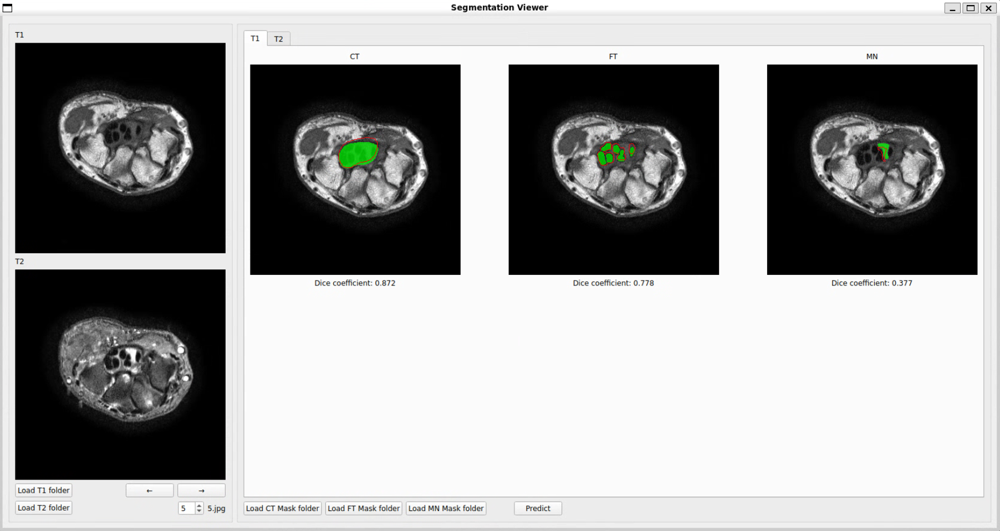 Segmentation Viewer
T1
T2
Load T1 folder
←
→
Load T2 folder
5
5.jpg
T1
T2
CT
FT
MN
Dice coefficient: 0.872
Dice coefficient: 0.778
Dice coefficient: 0.377
Load CT Mask folder
Load FT Mask folder
Load MN Mask folder
Predict